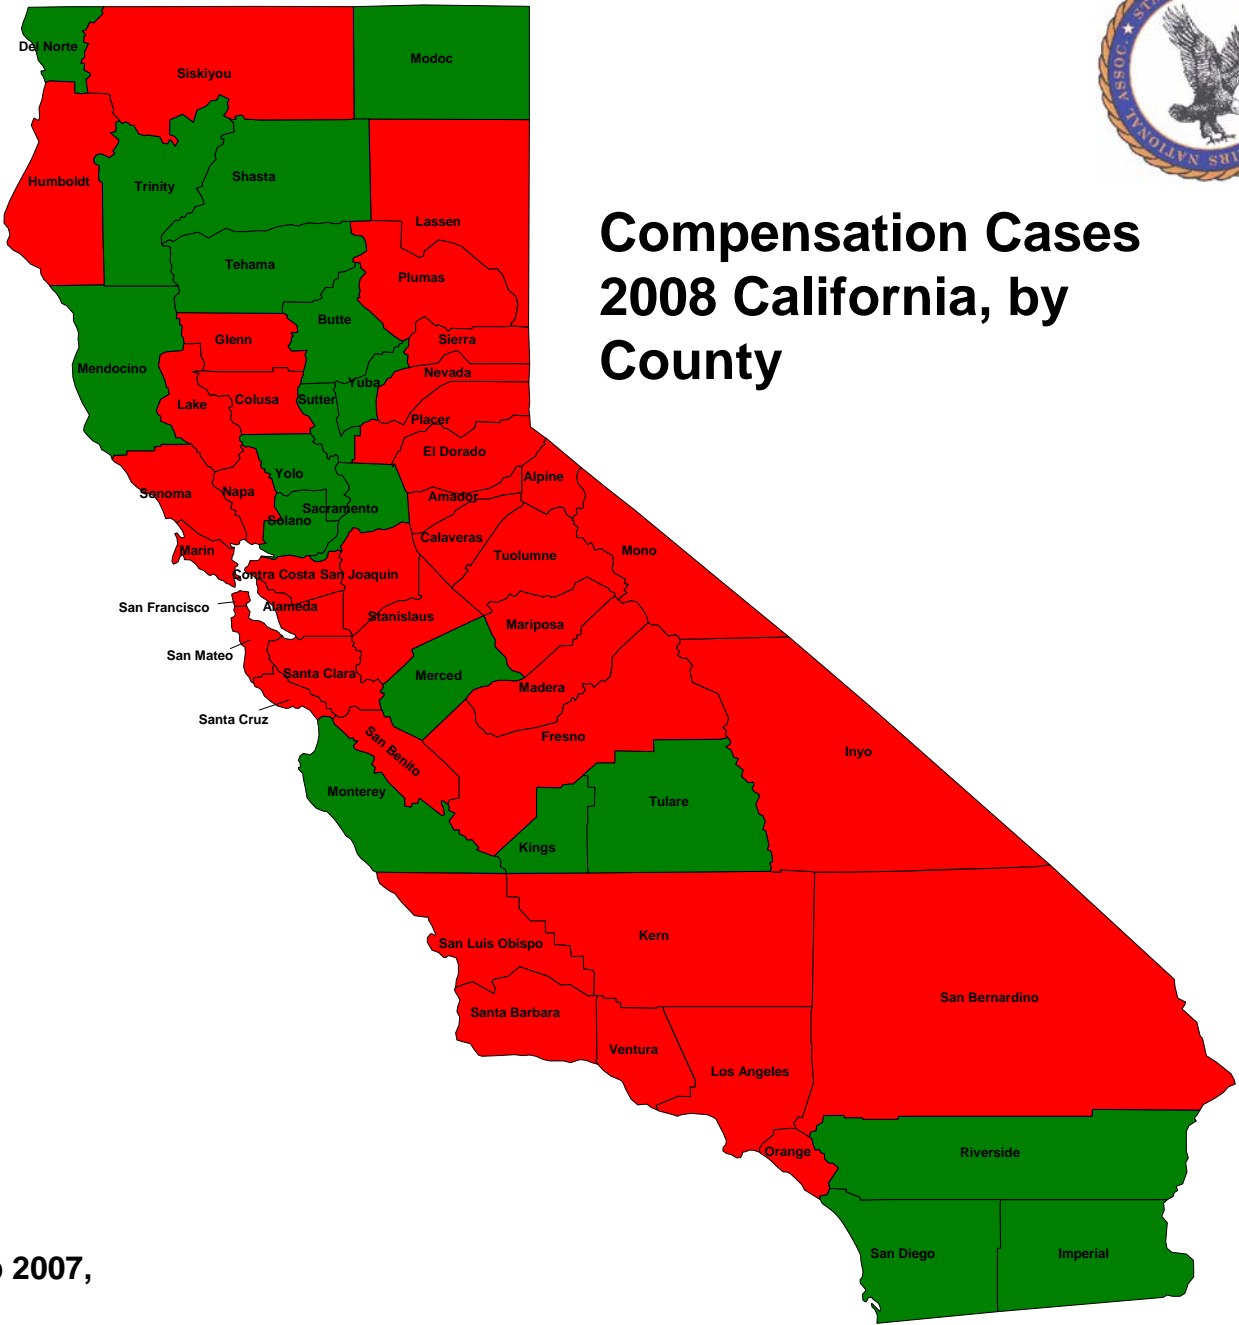 Del Norte
Siskiyou
Modoc
ASSOC. ★ STA
NATIONAL
IRS
Humboldt
Trinity
Shasta
Lassen
Compensation Cases
2008 California, by
County
Tehama
Plumas
Butte
Glenn
Sierra
Mendocino
Nevada
Yuba
Lake
Colusa
Sutter
Placer
El Dorado
Yolo
Alpine
Sonoma
Napa
Amador
Sacramento
Solano
Calaveras
Marin
Tuolumne
Mono
Contra Costa
San Joaquin
San Francisco
Alameda
Stanislaus
Mariposa
San Mateo
Santa Clara
Merced
Madera
Santa Cruz
San Benito
Fresno
Inyo
Monterey
Tulare
Kings
San Luis Obispo
Kern
San Bernardino
Santa Barbara
Ventura
Los Angeles
Orange
Riverside
San Diego
Imperial
2007,